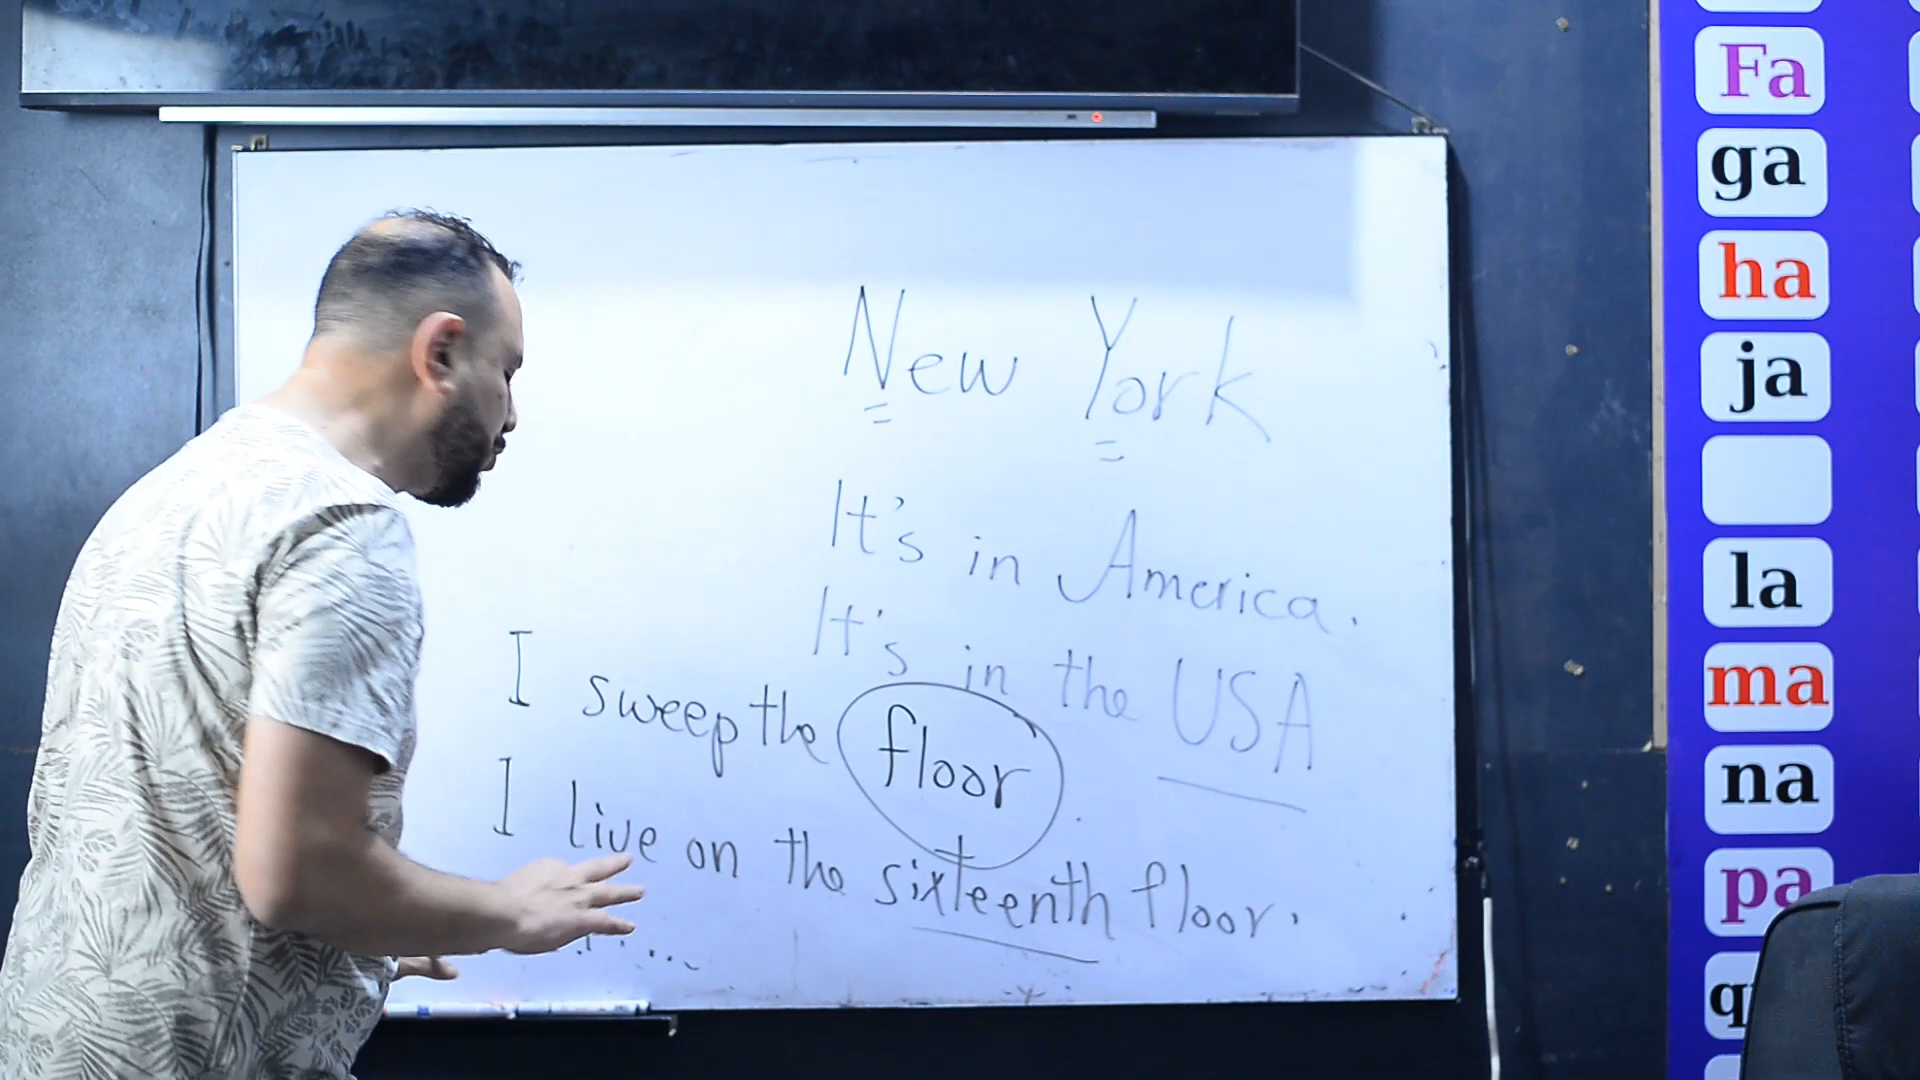 New York
It's in America.
It's in the USA
I sweep the floor
I live on the sixteenth floor.
Fa
ga
ha
ja
la
ma
na
pa